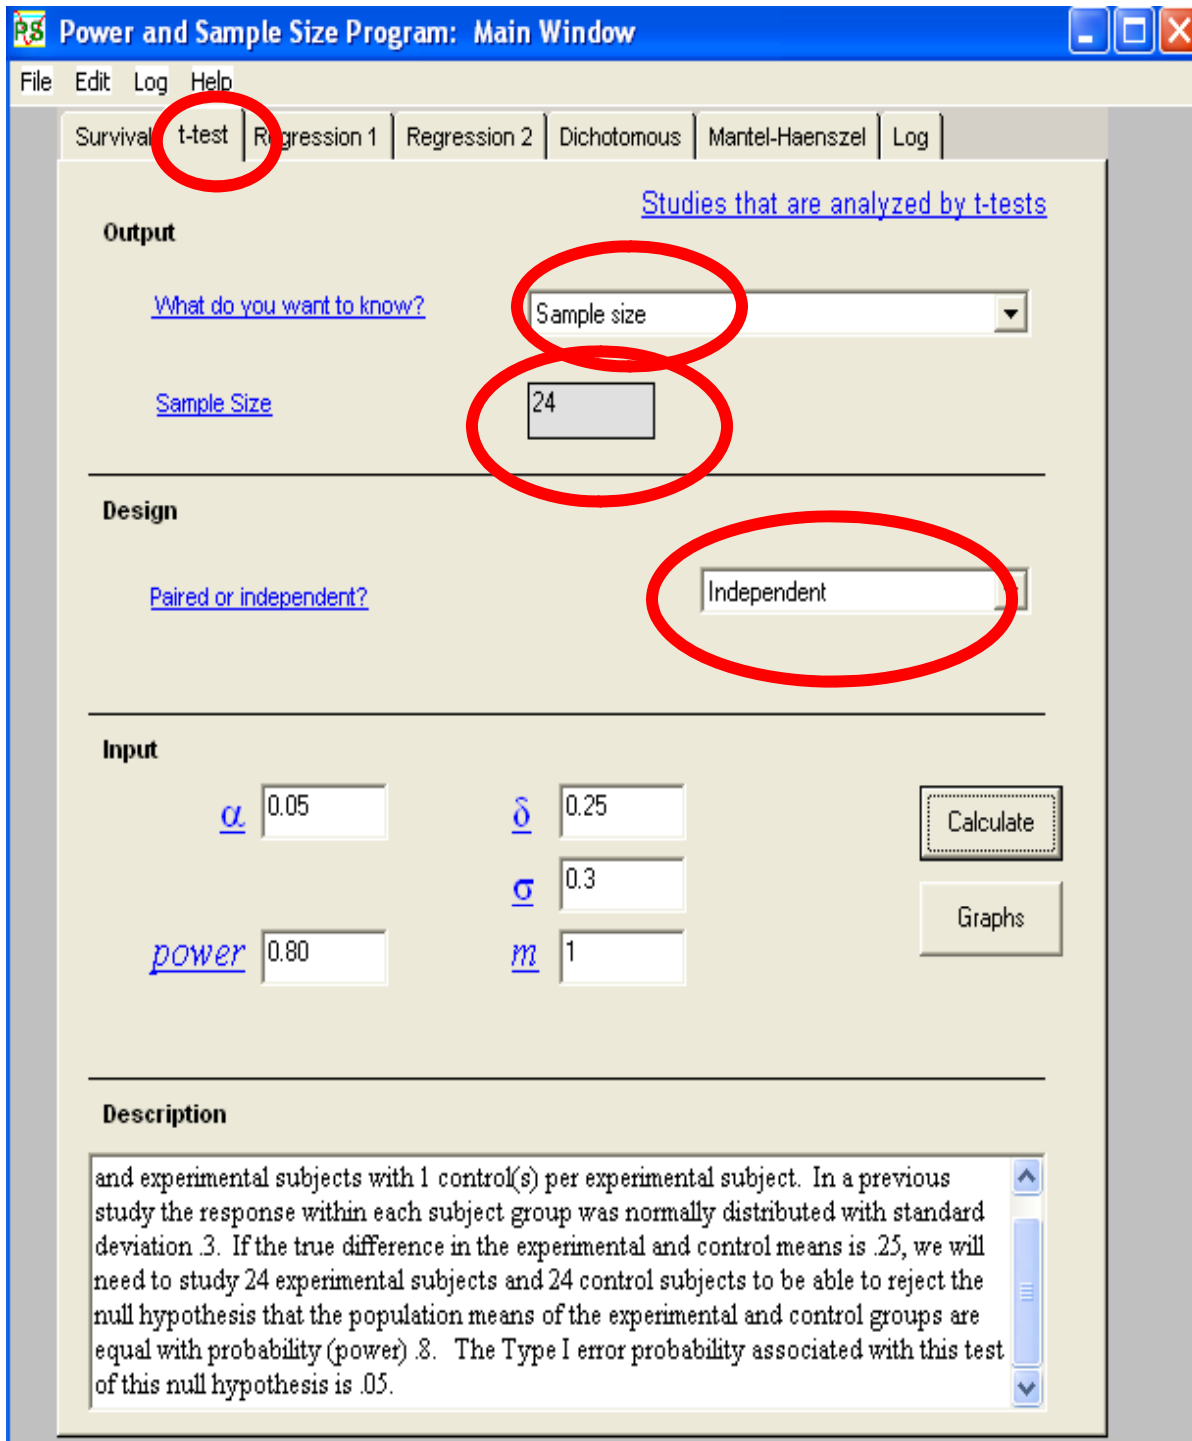 PS Power and Sample Size Program: Main Window
File Edit Log Help
Survival t-test Regression 1 Regression 2 Dichotomous Mantel-Haenszel Log
Studies that are analyzed by t-tests
Output
What do you want to know? Sample size
Sample Size 24
Design
Paired or independent? Independent
Input
α 0.05 δ 0.25
Calculate
σ 0.3
Graphs
power 0.80 m 1
Description
and experimental subjects with 1 control(s) per experimental subject. In a previous
study the response within each subject group was normally distributed with standard
deviation .3. If the true difference in the experimental and control means is .25, we will
need to study 24 experimental subjects and 24 control subjects to be able to reject the
null hypothesis that the population means of the experimental and control groups are
equal with probability (power) .8. The Type I error probability associated with this test
of this null hypothesis is .05.